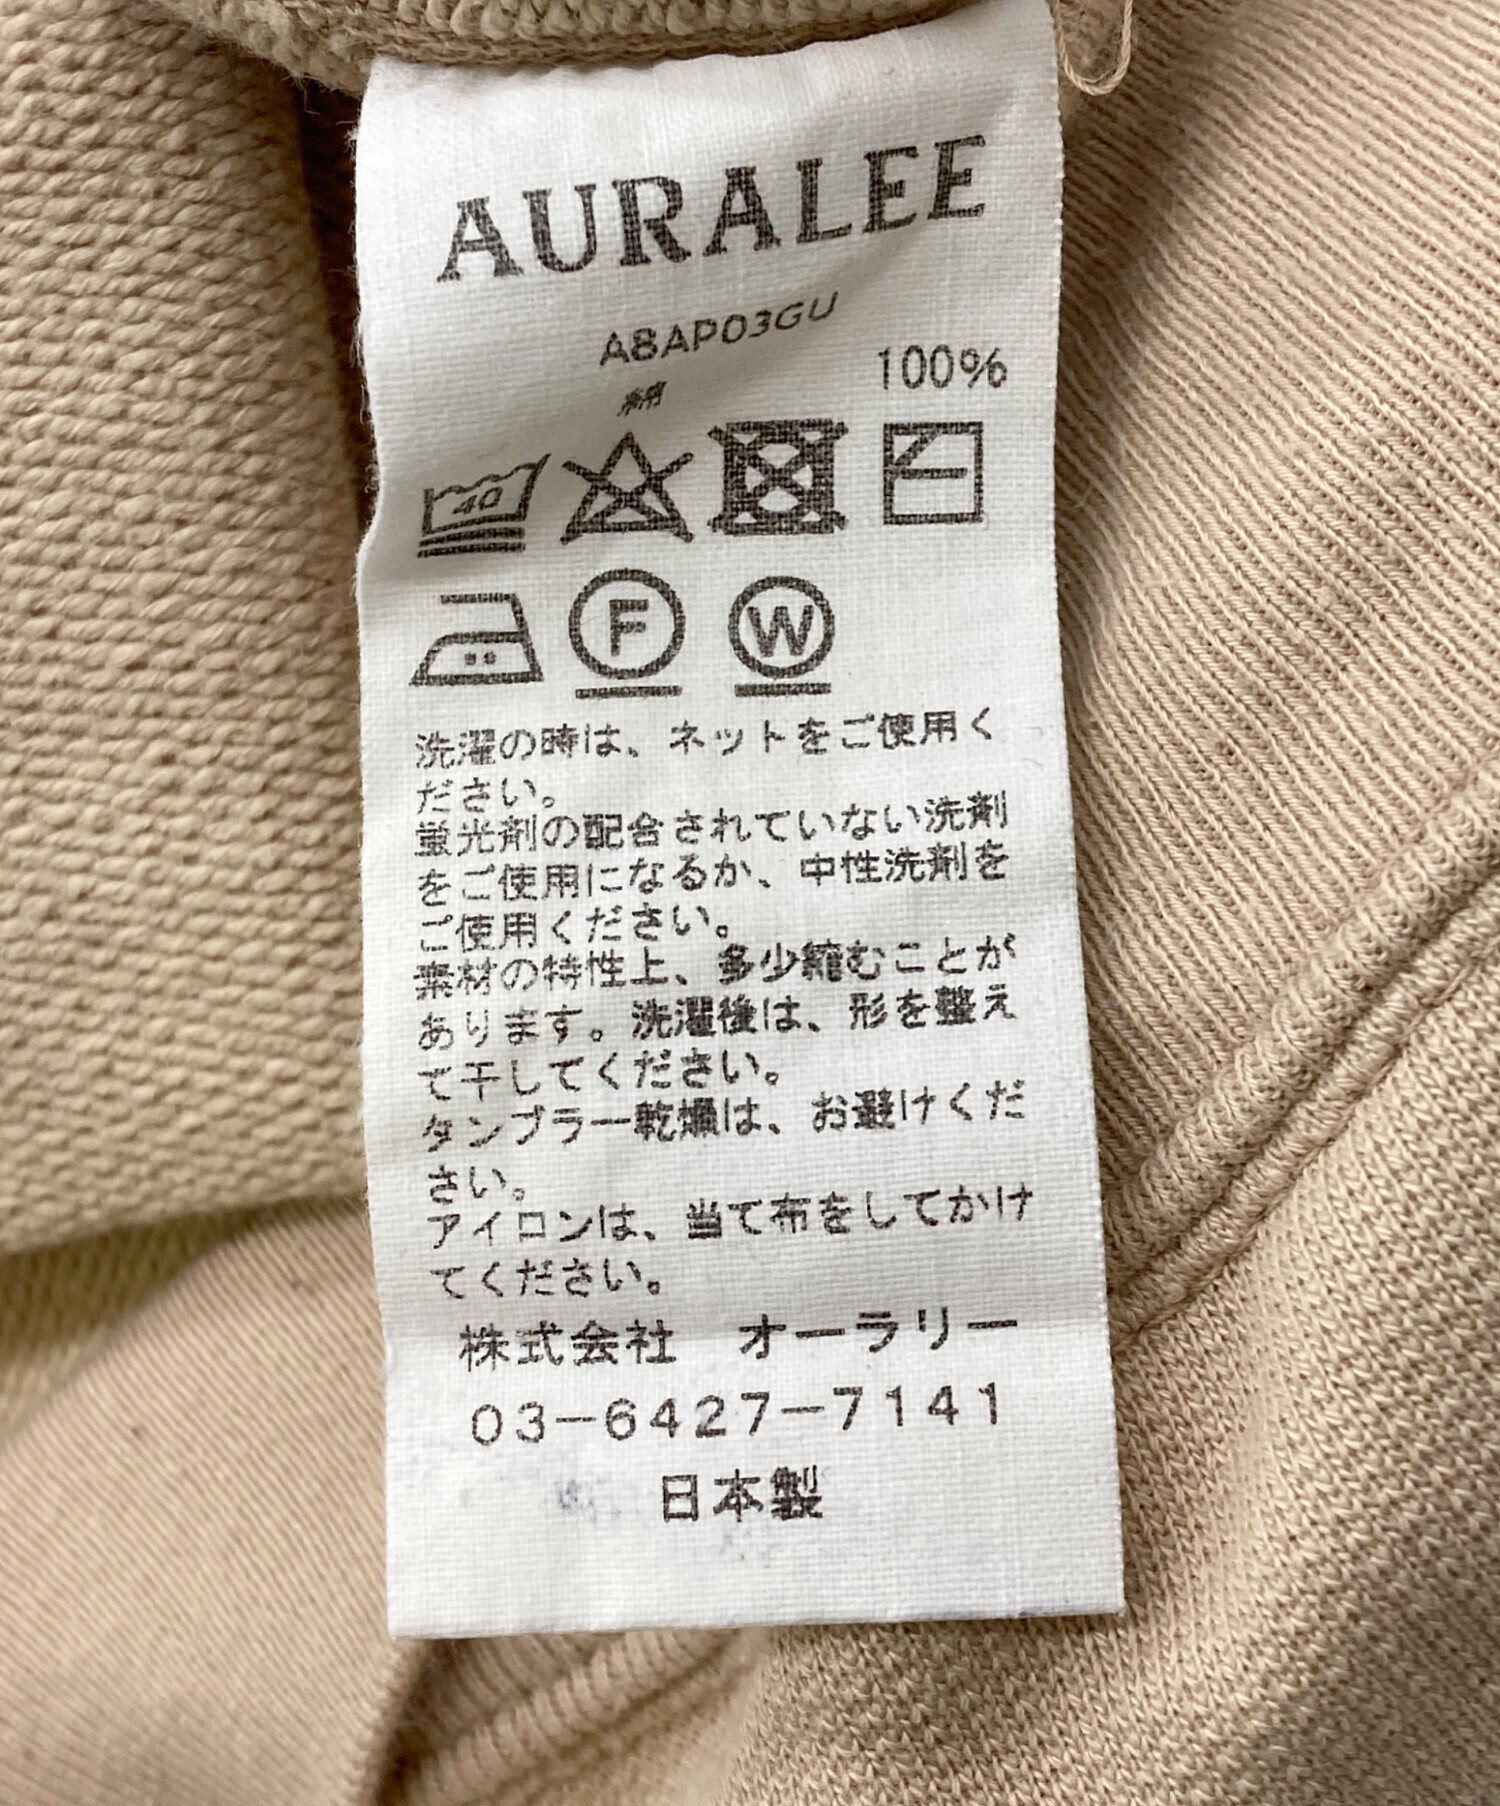 AURALEE
A8AP03GU
綿 100%
40
F W
洗濯の時は、ネットをご使用く
ださい。
蛍光剤の配合されていない洗剤
をご使用になるか、中性洗剤を
ご使用ください。
素材の特性上、多少縮むことが
あります。洗濯後は、形を整え
て干してください。
タンブラー乾燥は、お避けくだ
さい。
アイロンは、当て布をしてかけ
てください。
株式会社 オーラリー
03-6427-7141
日本製